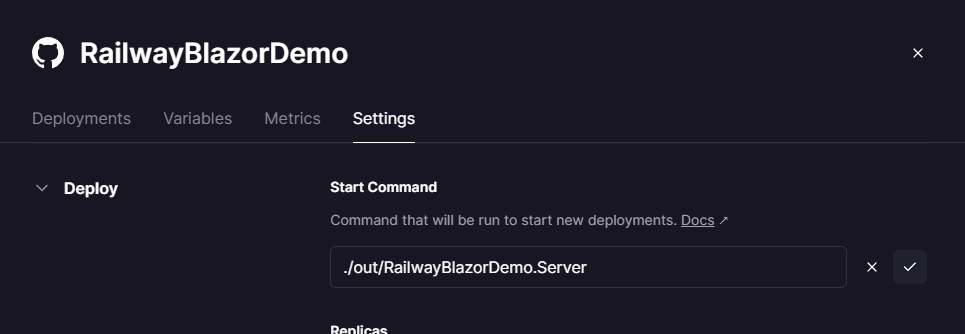 RailwayBlazorDemo
Deployments Variables Metrics Settings
Deploy
Start Command
Command that will be run to start new deployments. Docs ↗
./out/RailwayBlazorDemo.Server
Replicas